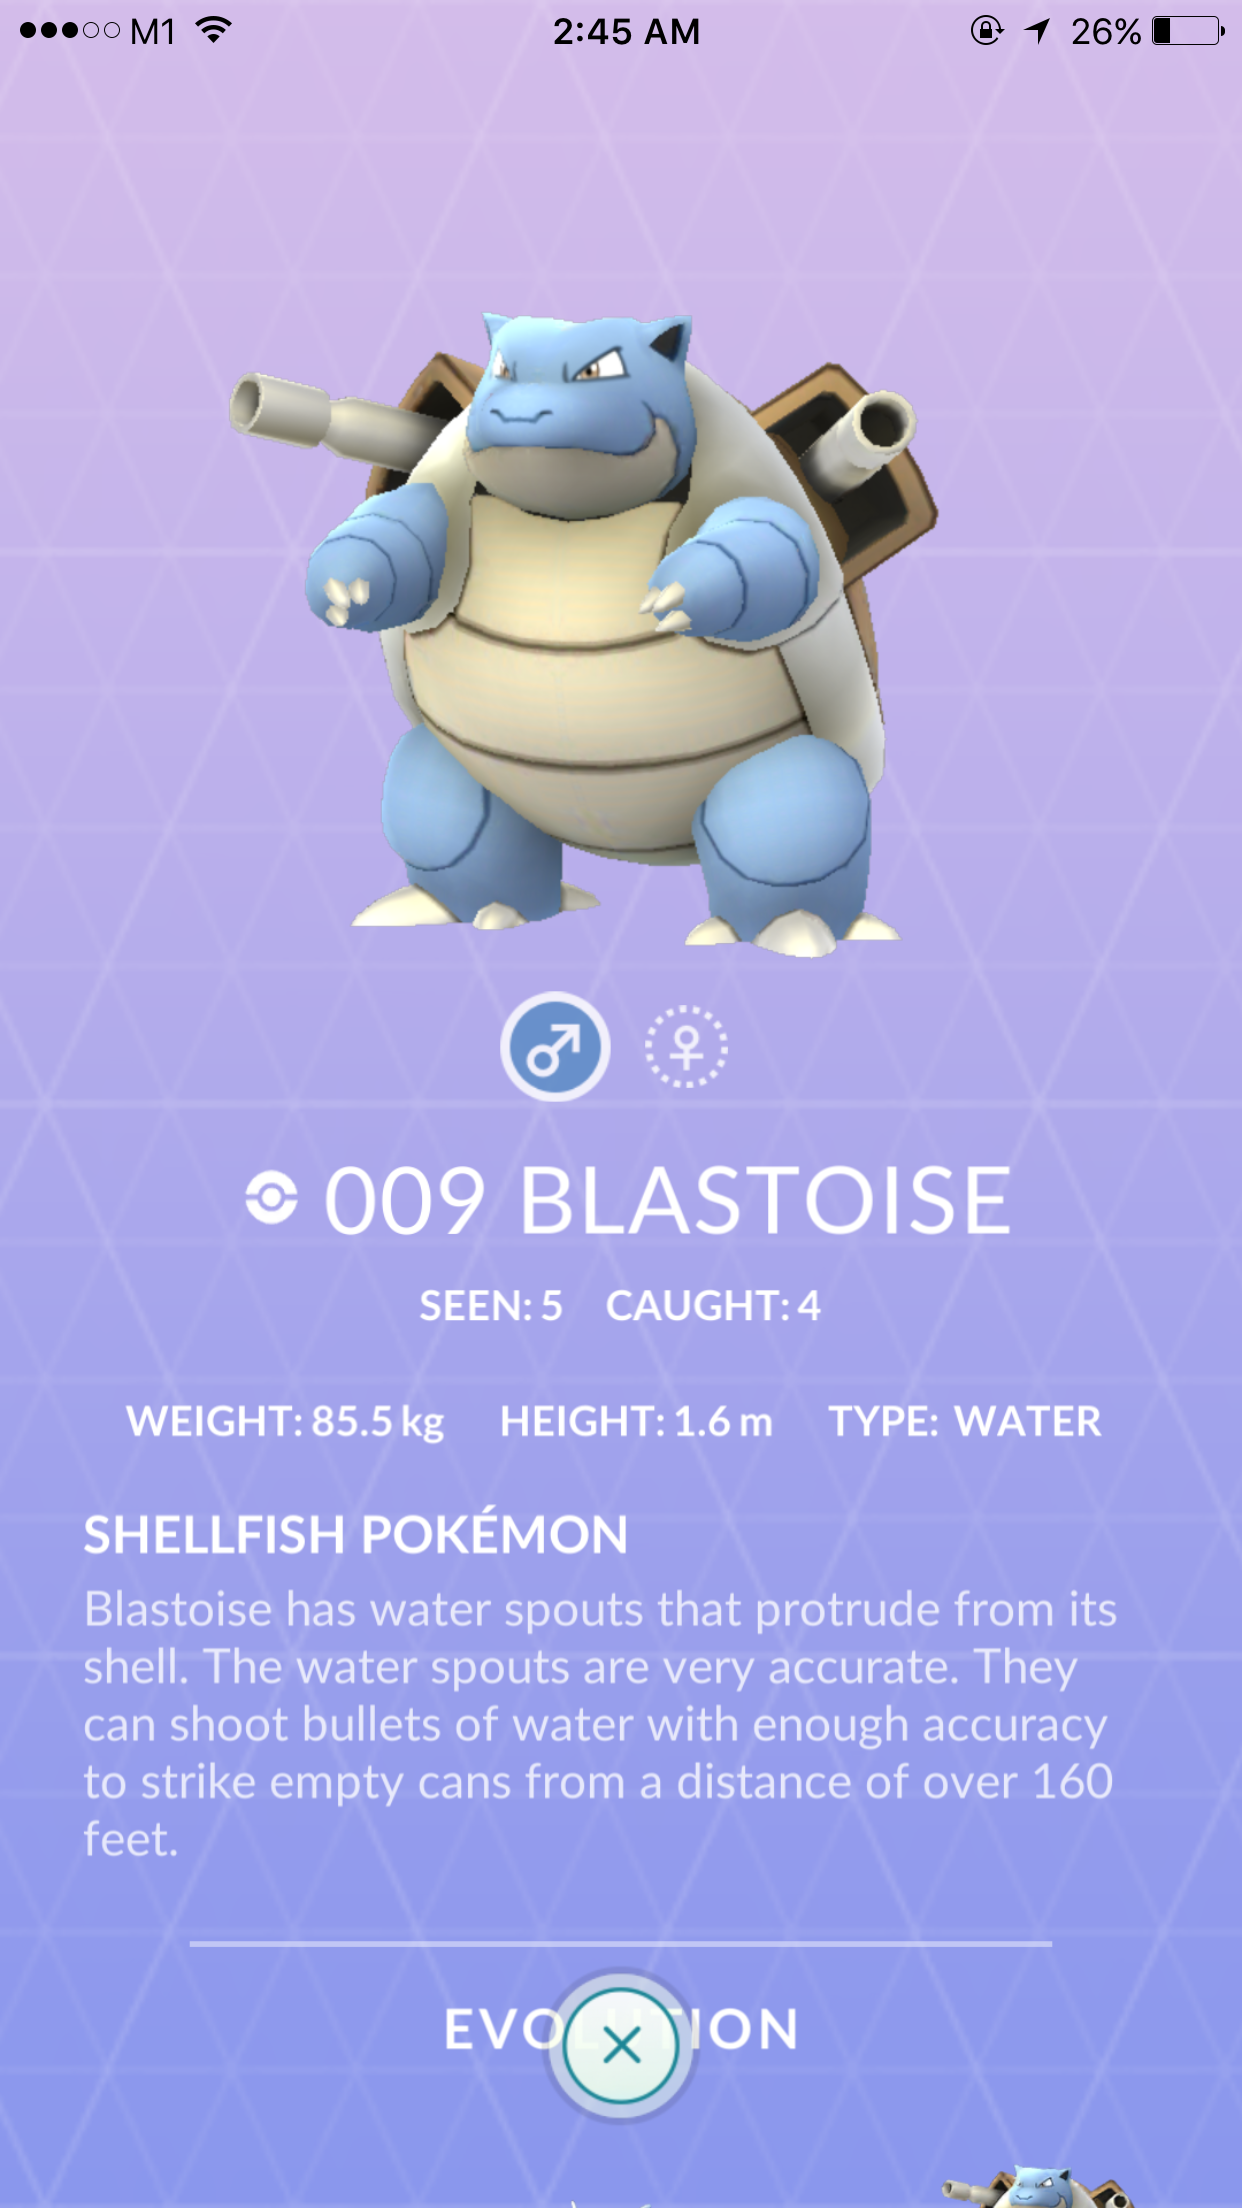 M1 2:45 AM 26%
009 BLASTOISE
SEEN: 5 CAUGHT: 4
WEIGHT: 85.5 kg HEIGHT: 1.6 m TYPE: WATER
SHELLFISH POKÉMON
Blastoise has water spouts that protrude from its
shell. The water spouts are very accurate. They
can shoot bullets of water with enough accuracy
to strike empty cans from a distance of over 160
feet.
EVOLUTION